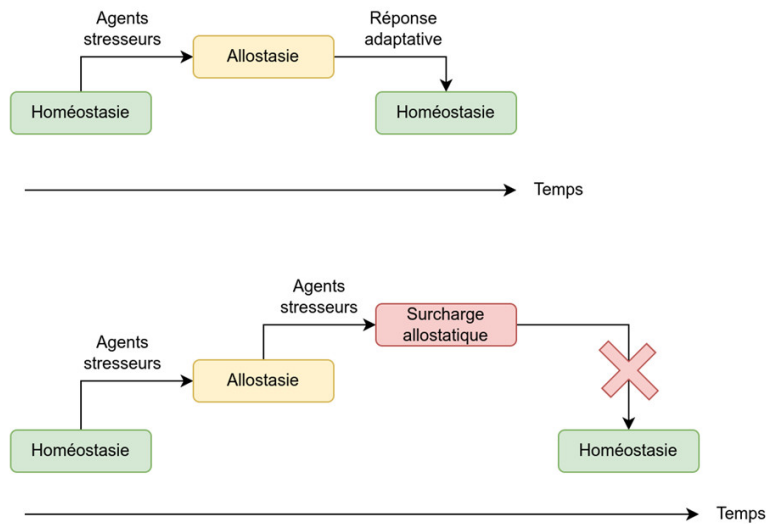 Agents
stresseurs
Réponse
adaptative
Allostasie
Homéostasie
Homéostasie
Temps
Agents
stresseurs
Surcharge
allostatique
Agents
stresseurs
Allostasie
Homéostasie
Homéostasie
Temps